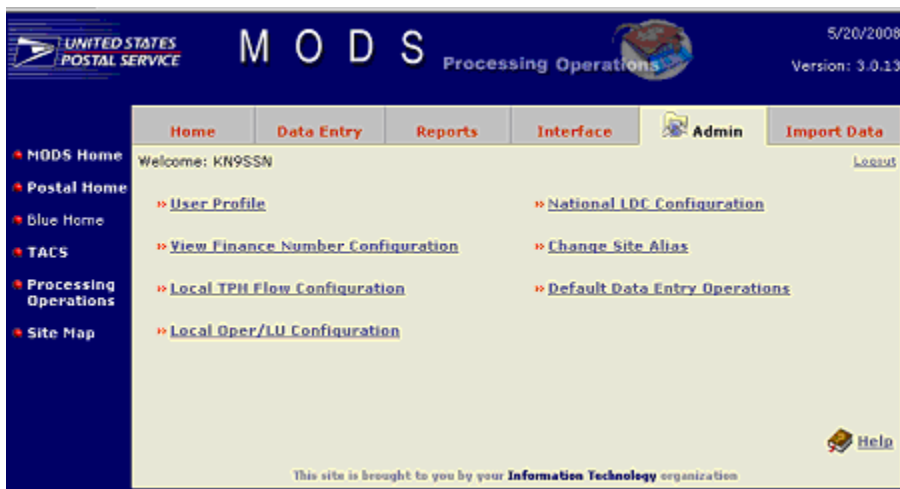 UNITED STATES
POSTAL SERVICE
MODS
Processing Operations
5/20/2008
Version: 3.0.13
Home
Data Entry
Reports
Interface
Admin
Import Data
MODS Home
Postal Home
Blue Home
TACS
Processing
Operations
Site Map
Welcome: KN9SSN
Logout
» User Profile
» National LDC Configuration
» View Finance Number Configuration
» Change Site Alias
» Local TPH Flow Configuration
» Default Data Entry Operations
» Local Oper/LU Configuration
Help
This site is brought to you by your Information Technology organization